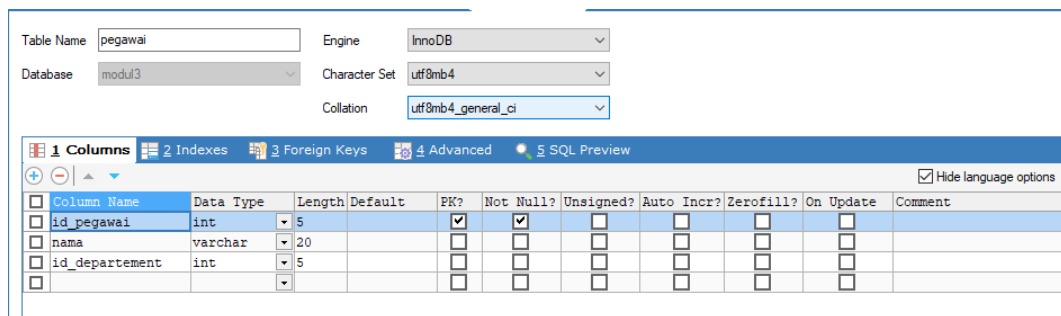 Table Name pegawai Engine InnoDB
Database modul3 Character Set utf8mb4
Collation utf8mb4_general_ci
1 Columns 2 Indexes 3 Foreign Keys 4 Advanced 5 SQL Preview
Hide language options
Column Name Data Type Length Default PK? Not Null? Unsigned? Auto Incr? Zerofill? On Update Comment
id_pegawai int 5
nama varchar 20
id_departement int 5